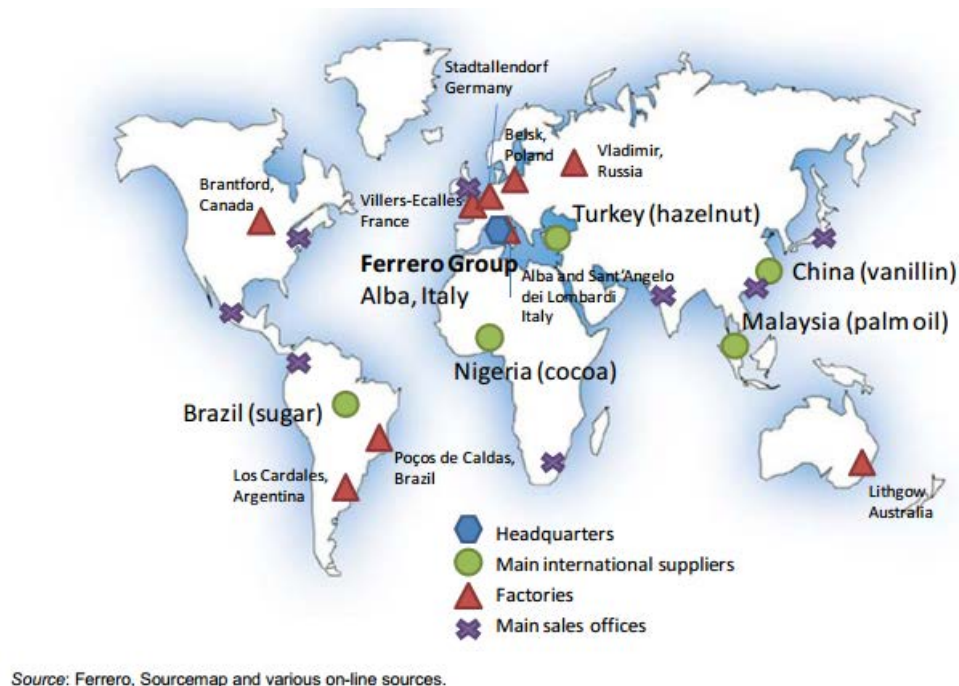 Stadtallendorf
Germany
Belsk,
Poland
Vladimir,
Russia
Brantford,
Canada
Villers-Ecalles
France
Turkey (hazelnut)
Ferrero Group
Alba, Italy
Alba and Sant'Angelo
dei Lombardi
Italy
China (vanillin)
Malaysia (palm oil)
Nigeria (cocoa)
Brazil (sugar)
Poços de Caldas,
Brazil
Los Cardales,
Argentina
Lithgow,
Australia
Headquarters
Main international suppliers
Factories
Main sales offices
Source: Ferrero, Sourcemap and various on-line sources.